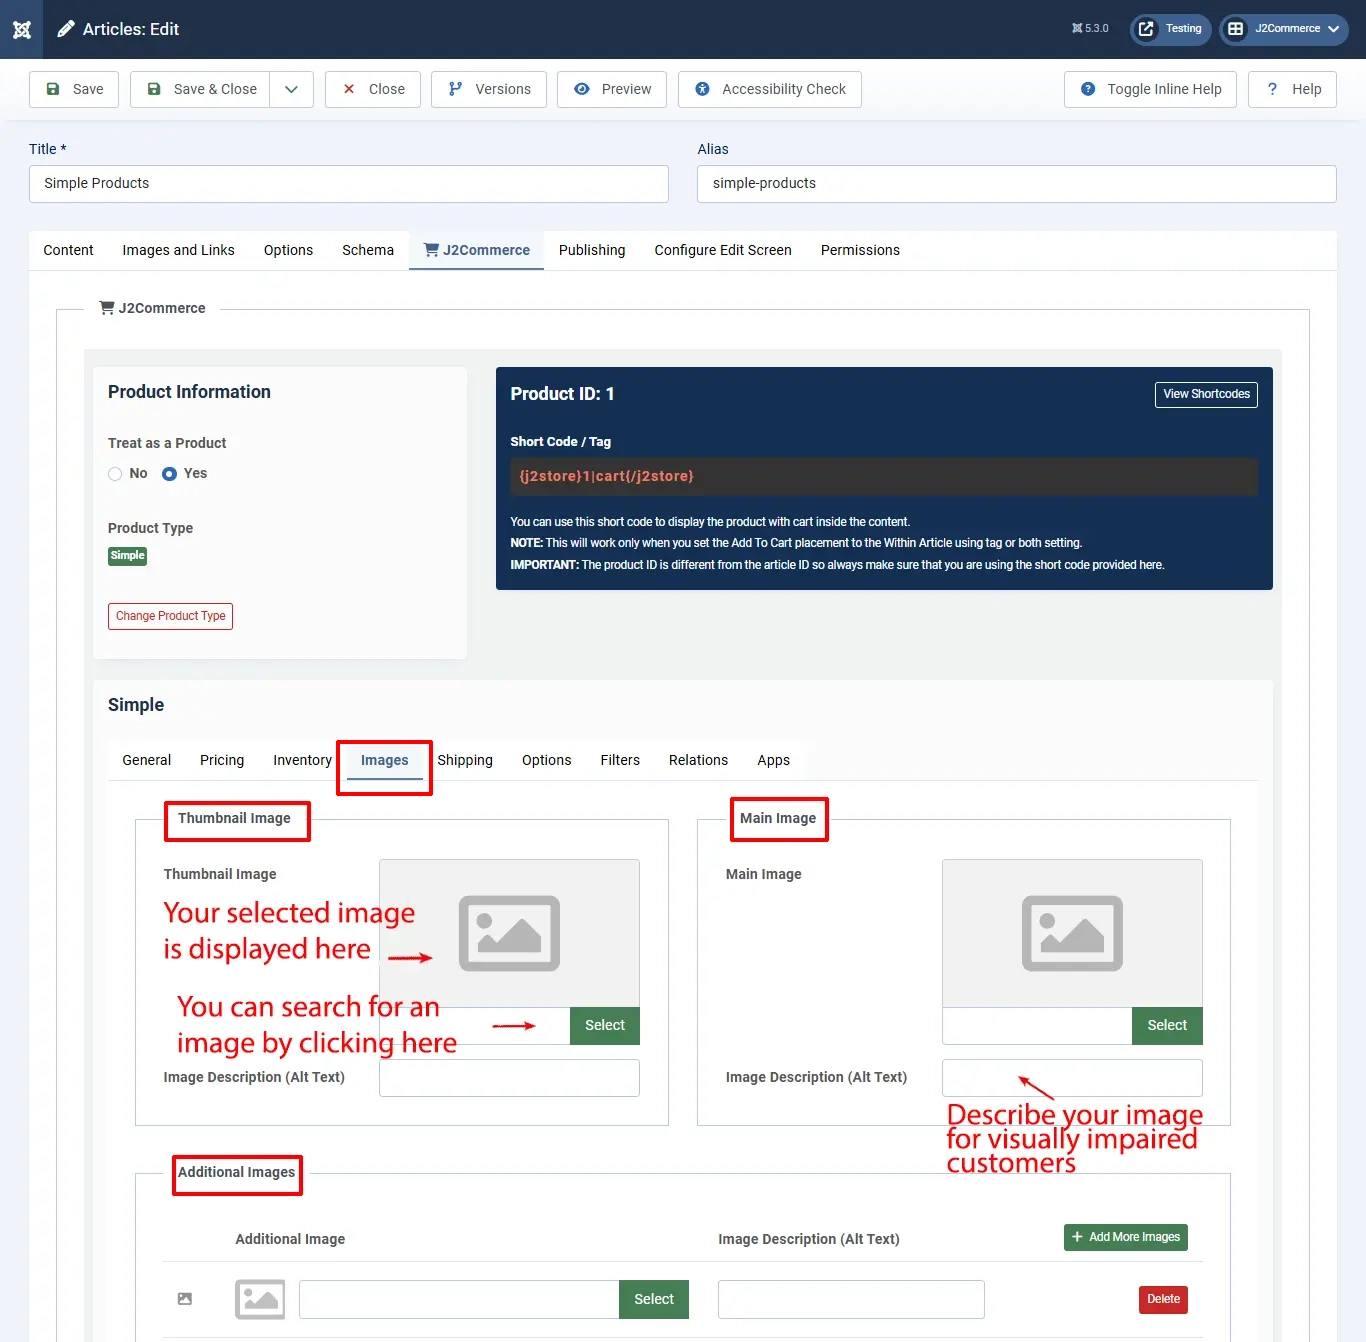 Articles: Edit
5.3.0
Testing
J2Commerce
Save
Save & Close
Close
Versions
Preview
Accessibility Check
Toggle Inline Help
? Help
Title *
Alias
Simple Products
simple-products
Content
Images and Links
Options
Schema
J2Commerce
Publishing
Configure Edit Screen
Permissions
J2Commerce
Product Information
Treat as a Product
No
Yes
Product Type
Simple
Change Product Type
Product ID: 1
View Shortcodes
Short Code / Tag
{j2store}1|cart{/j2store}
You can use this short code to display the product with cart inside the content.
NOTE: This will work only when you set the Add To Cart placement to the Within Article using tag or both setting.
IMPORTANT: The product ID is different from the article ID so always make sure that you are using the short code provided here.
Simple
General
Pricing
Inventory
Images
Shipping
Options
Filters
Relations
Apps
Thumbnail Image
Thumbnail Image
Your selected image
is displayed here
You can search for an
image by clicking here
Select
Image Description (Alt Text)
Main Image
Main Image
Select
Image Description (Alt Text)
Describe your image
for visually impaired
customers
Additional Images
Additional Image
Image Description (Alt Text)
+ Add More Images
Select
Delete